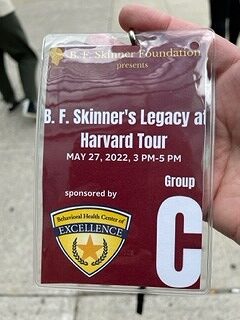 B. F. Skinner Foundation
presents
B. F. Skinner's Legacy at
Harvard Tour
MAY 27, 2022, 3 PM-5 PM
Group
C
sponsored by
Behavioral Health Center of
EXCELLENCE